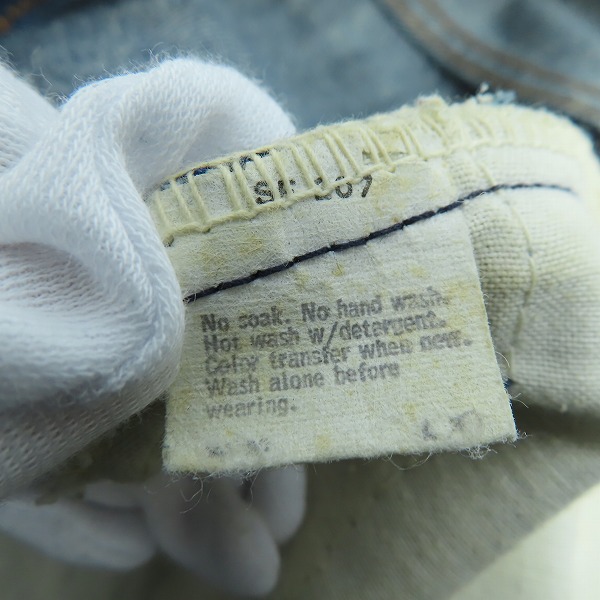 No soak. No hand wash.
Hot wash w/detergent.
Color transfer when new.
Wash alone before
wearing.